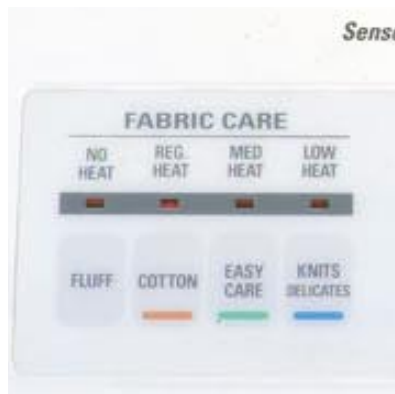 Sens
FABRIC CARE
NO HEAT
REG. HEAT
MED HEAT
LOW HEAT
FLUFF
COTTON
EASY CARE
KNITS
DELICATES